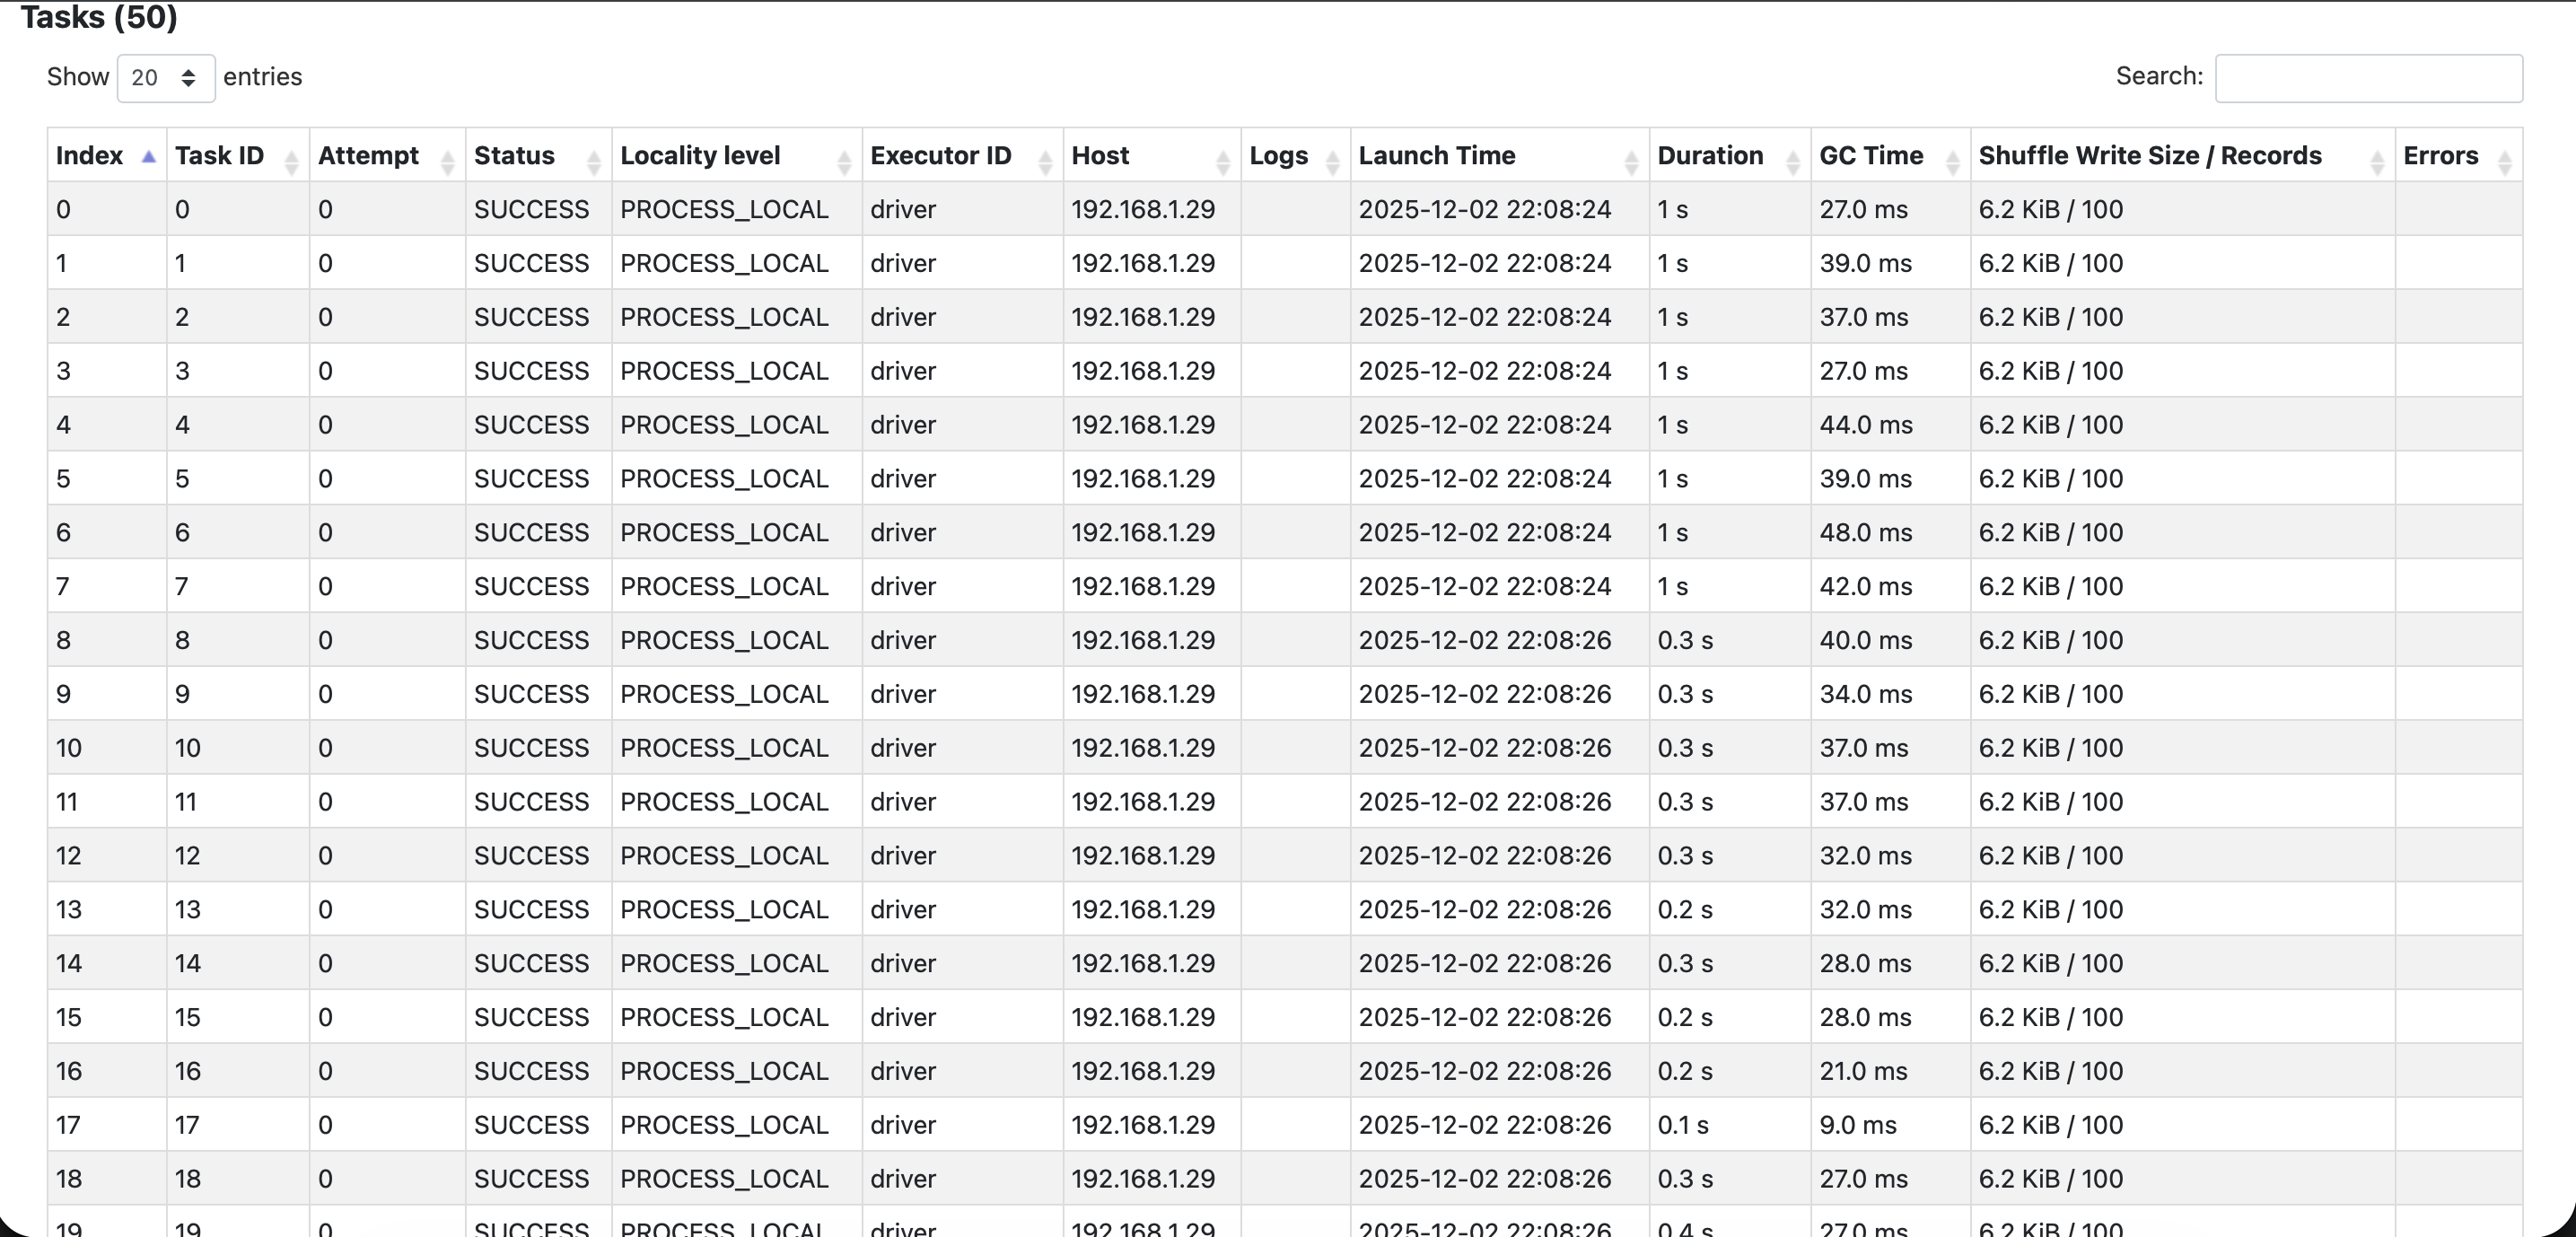 Tasks (50)
Show 20 entries
Search:
Index Task ID Attempt Status Locality level Executor ID Host Logs Launch Time Duration GC Time Shuffle Write Size / Records Errors
0 0 0 SUCCESS PROCESS_LOCAL driver 192.168.1.29 2025-12-02 22:08:24 1 s 27.0 ms 6.2 KiB / 100
1 1 0 SUCCESS PROCESS_LOCAL driver 192.168.1.29 2025-12-02 22:08:24 1 s 39.0 ms 6.2 KiB / 100
2 2 0 SUCCESS PROCESS_LOCAL driver 192.168.1.29 2025-12-02 22:08:24 1 s 37.0 ms 6.2 KiB / 100
3 3 0 SUCCESS PROCESS_LOCAL driver 192.168.1.29 2025-12-02 22:08:24 1 s 27.0 ms 6.2 KiB / 100
4 4 0 SUCCESS PROCESS_LOCAL driver 192.168.1.29 2025-12-02 22:08:24 1 s 44.0 ms 6.2 KiB / 100
5 5 0 SUCCESS PROCESS_LOCAL driver 192.168.1.29 2025-12-02 22:08:24 1 s 39.0 ms 6.2 KiB / 100
6 6 0 SUCCESS PROCESS_LOCAL driver 192.168.1.29 2025-12-02 22:08:24 1 s 48.0 ms 6.2 KiB / 100
7 7 0 SUCCESS PROCESS_LOCAL driver 192.168.1.29 2025-12-02 22:08:24 1 s 42.0 ms 6.2 KiB / 100
8 8 0 SUCCESS PROCESS_LOCAL driver 192.168.1.29 2025-12-02 22:08:26 0.3 s 40.0 ms 6.2 KiB / 100
9 9 0 SUCCESS PROCESS_LOCAL driver 192.168.1.29 2025-12-02 22:08:26 0.3 s 34.0 ms 6.2 KiB / 100
10 10 0 SUCCESS PROCESS_LOCAL driver 192.168.1.29 2025-12-02 22:08:26 0.3 s 37.0 ms 6.2 KiB / 100
11 11 0 SUCCESS PROCESS_LOCAL driver 192.168.1.29 2025-12-02 22:08:26 0.3 s 37.0 ms 6.2 KiB / 100
12 12 0 SUCCESS PROCESS_LOCAL driver 192.168.1.29 2025-12-02 22:08:26 0.3 s 32.0 ms 6.2 KiB / 100
13 13 0 SUCCESS PROCESS_LOCAL driver 192.168.1.29 2025-12-02 22:08:26 0.2 s 32.0 ms 6.2 KiB / 100
14 14 0 SUCCESS PROCESS_LOCAL driver 192.168.1.29 2025-12-02 22:08:26 0.3 s 28.0 ms 6.2 KiB / 100
15 15 0 SUCCESS PROCESS_LOCAL driver 192.168.1.29 2025-12-02 22:08:26 0.2 s 28.0 ms 6.2 KiB / 100
16 16 0 SUCCESS PROCESS_LOCAL driver 192.168.1.29 2025-12-02 22:08:26 0.2 s 21.0 ms 6.2 KiB / 100
17 17 0 SUCCESS PROCESS_LOCAL driver 192.168.1.29 2025-12-02 22:08:26 0.1 s 9.0 ms 6.2 KiB / 100
18 18 0 SUCCESS PROCESS_LOCAL driver 192.168.1.29 2025-12-02 22:08:26 0.3 s 27.0 ms 6.2 KiB / 100
19 19 0 SUCCESS PROCESS_LOCAL driver 192.168.1.29 2025-12-02 22:08:26 0.4 s 27.0 ms 6.2 KiB / 100